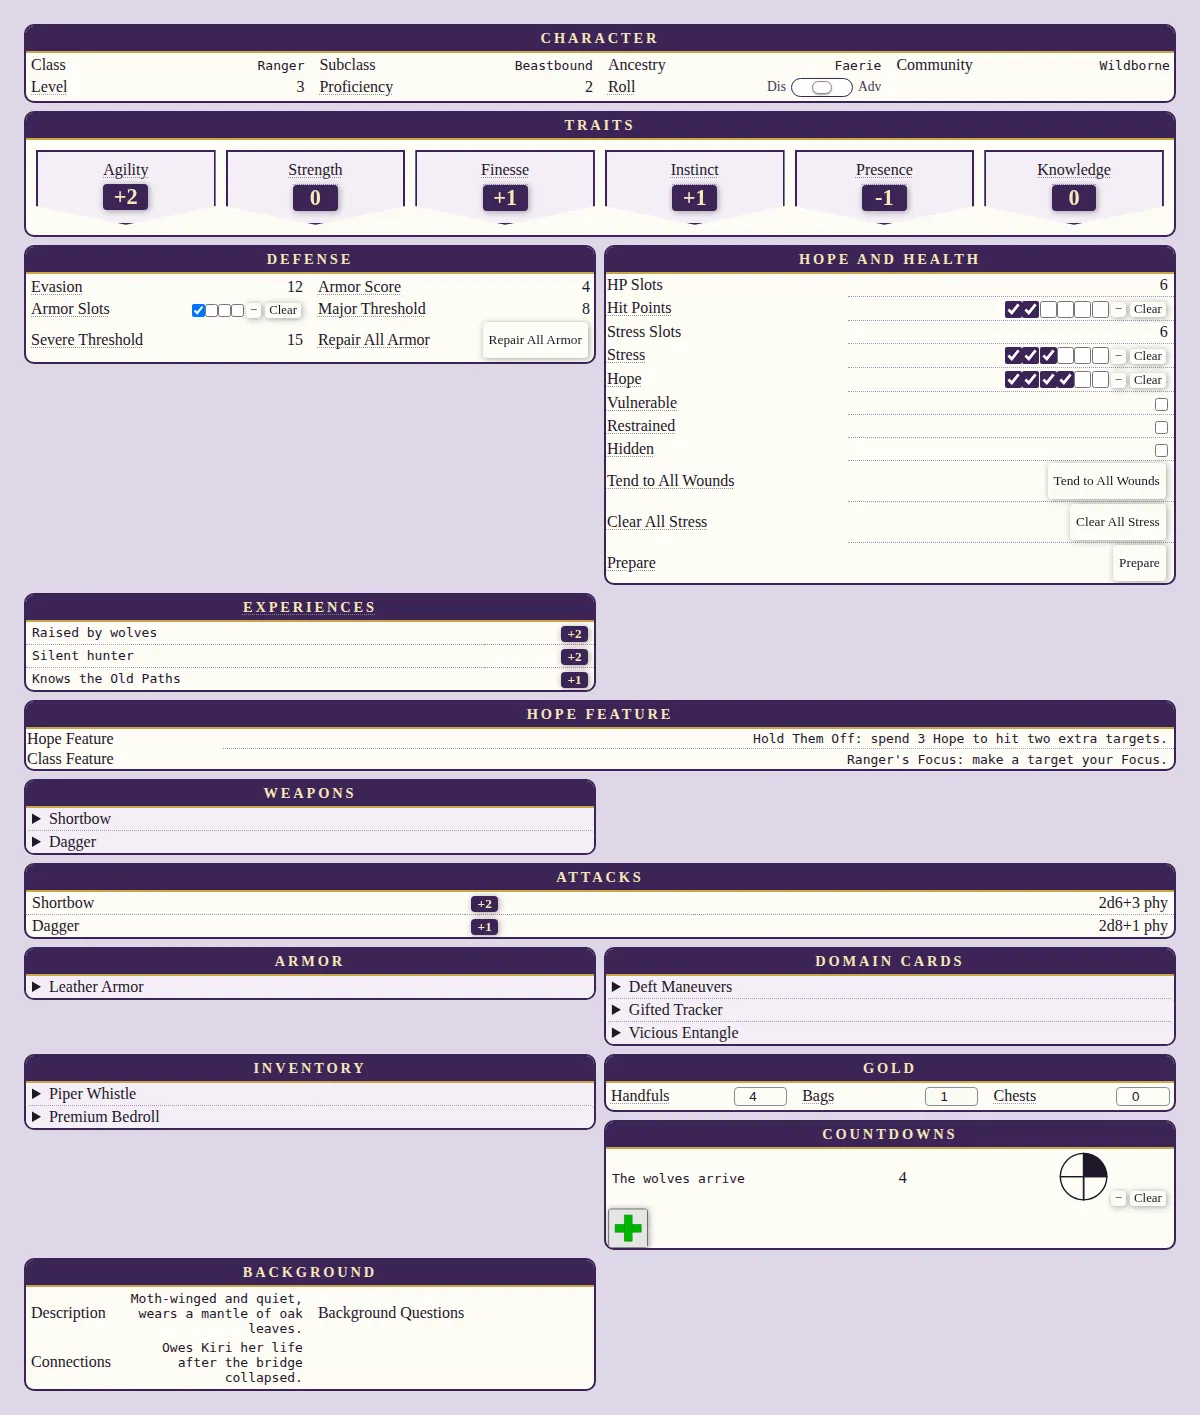 CHARACTER
Class Ranger Subclass Beastbound Ancestry Faerie Community Wildborne
Level 3 Proficiency 2 Roll Dis Adv
TRAITS
Agility Strength Finesse Instinct Presence Knowledge
+2 0 +1 +1 -1 0
DEFENSE
Evasion 12 Armor Score 4
Armor Slots − Clear Major Threshold 8
Severe Threshold 15 Repair All Armor Repair All Armor
HOPE AND HEALTH
HP Slots 6
Hit Points − Clear
Stress Slots 6
Stress − Clear
Hope − Clear
Vulnerable
Restrained
Hidden
Tend to All Wounds Tend to All Wounds
Clear All Stress Clear All Stress
Prepare Prepare
EXPERIENCES
Raised by wolves +2
Silent hunter +2
Knows the Old Paths +1
HOPE FEATURE
Hope Feature Hold Them Off: spend 3 Hope to hit two extra targets.
Class Feature Ranger's Focus: make a target your Focus.
WEAPONS
Shortbow
Dagger
ATTACKS
Shortbow +2 2d6+3 phy
Dagger +1 2d8+1 phy
ARMOR
Leather Armor
DOMAIN CARDS
Deft Maneuvers
Gifted Tracker
Vicious Entangle
INVENTORY
Piper Whistle
Premium Bedroll
GOLD
Handfuls 4 Bags 1 Chests 0
COUNTDOWNS
The wolves arrive 4 − Clear
BACKGROUND
Description Moth-winged and quiet,
wears a mantle of oak
leaves.
Background Questions
Connections Owes Kiri her life
after the bridge
collapsed.